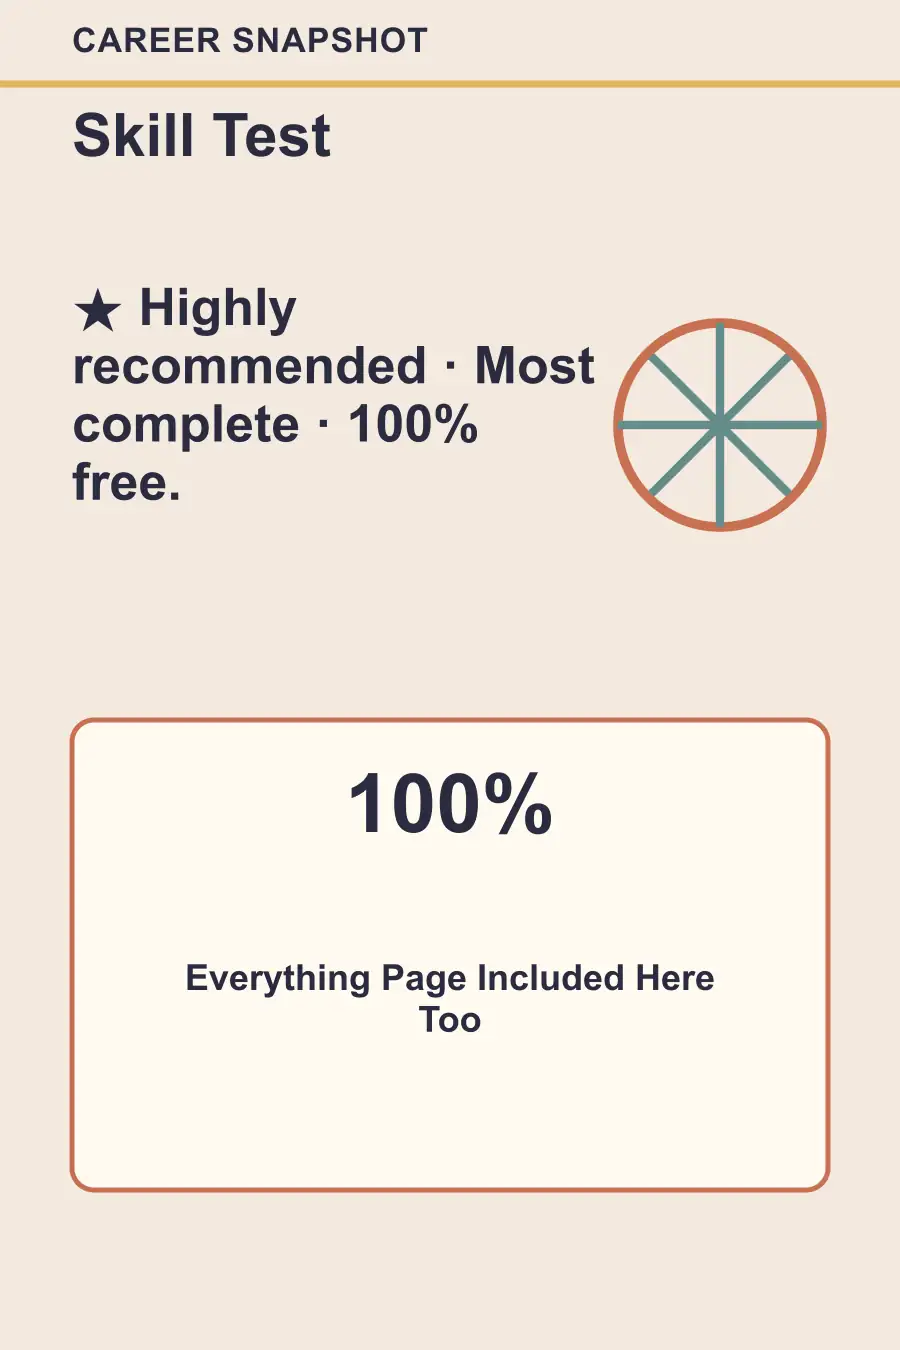 CAREER SNAPSHOT
Skill Test
★ Highly
recommended · Most
complete · 100%
free.
100%
Everything Page Included Here
Too